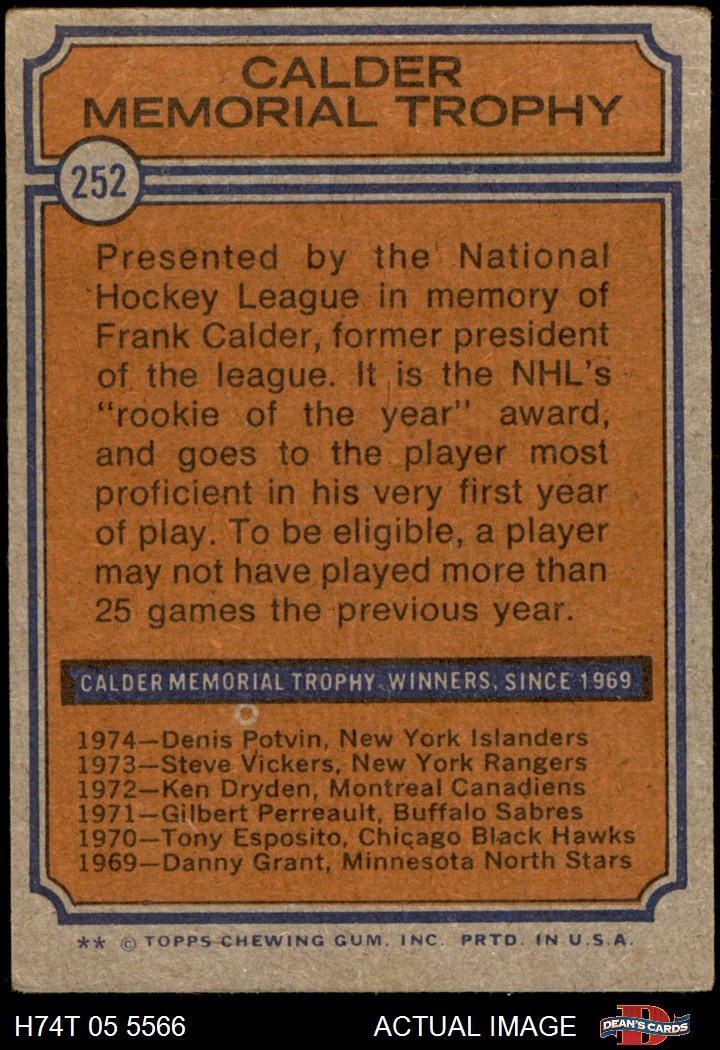 CALDER
MEMORIAL TROPHY
252
Presented by the National
Hockey League in memory of
Frank Calder, former president
of the league. It is the NHL's
“rookie of the year” award,
and goes to the player most
proficient in his very first year
of play. To be eligible, a player
may not have played more than
25 games the previous year.
CALDER MEMORIAL TROPHY WINNERS, SINCE 1969
1974—Denis Potvin, New York Islanders
1973—Steve Vickers, New York Rangers
1972—Ken Dryden, Montreal Canadiens
1971—Gilbert Perreault, Buffalo Sabres
1970—Tony Esposito, Chicago Black Hawks
1969—Danny Grant, Minnesota North Stars
** © TOPPS CHEWING GUM, INC. PRTD. IN U.S.A.
H74T 05 5566 ACTUAL IMAGE D DEAN'S CARDS